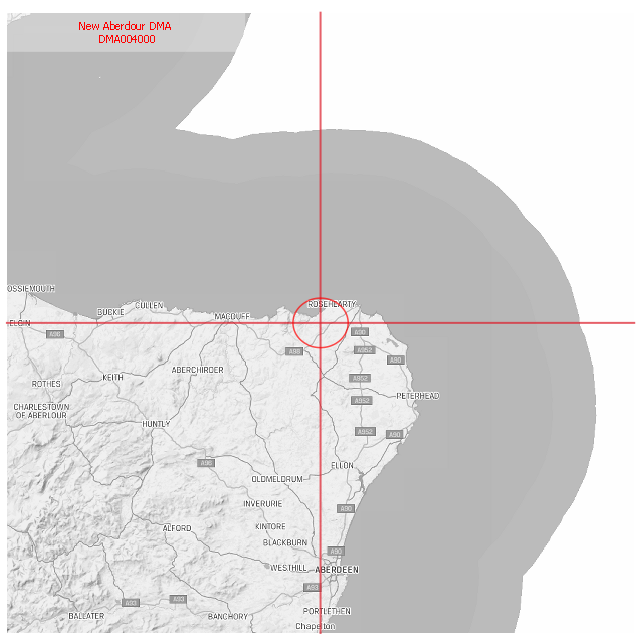 New Aberdour DMA
DMA004000
OSSIEMOUTH
ROSEHEARTY
CULLEN
BUCKIE
MACDUFF
ELGIN
A90
A96
A952
A98
A90
ABERCHIRDER
KEITH
A952
ROTHES
PETERHEAD
A952
CHARLESTOWN
OF ABERLOUR
HUNTLY
A952
A90
A96
ELLON
OLDMELDRUM
INVERURIE
A90
KINTORE
ALFORD
BLACKBURN
A90
WESTHILL
ABERDEEN
A93
A93
A93
PORTLETHEN
BALLATER
BANCHORY
Chapelton